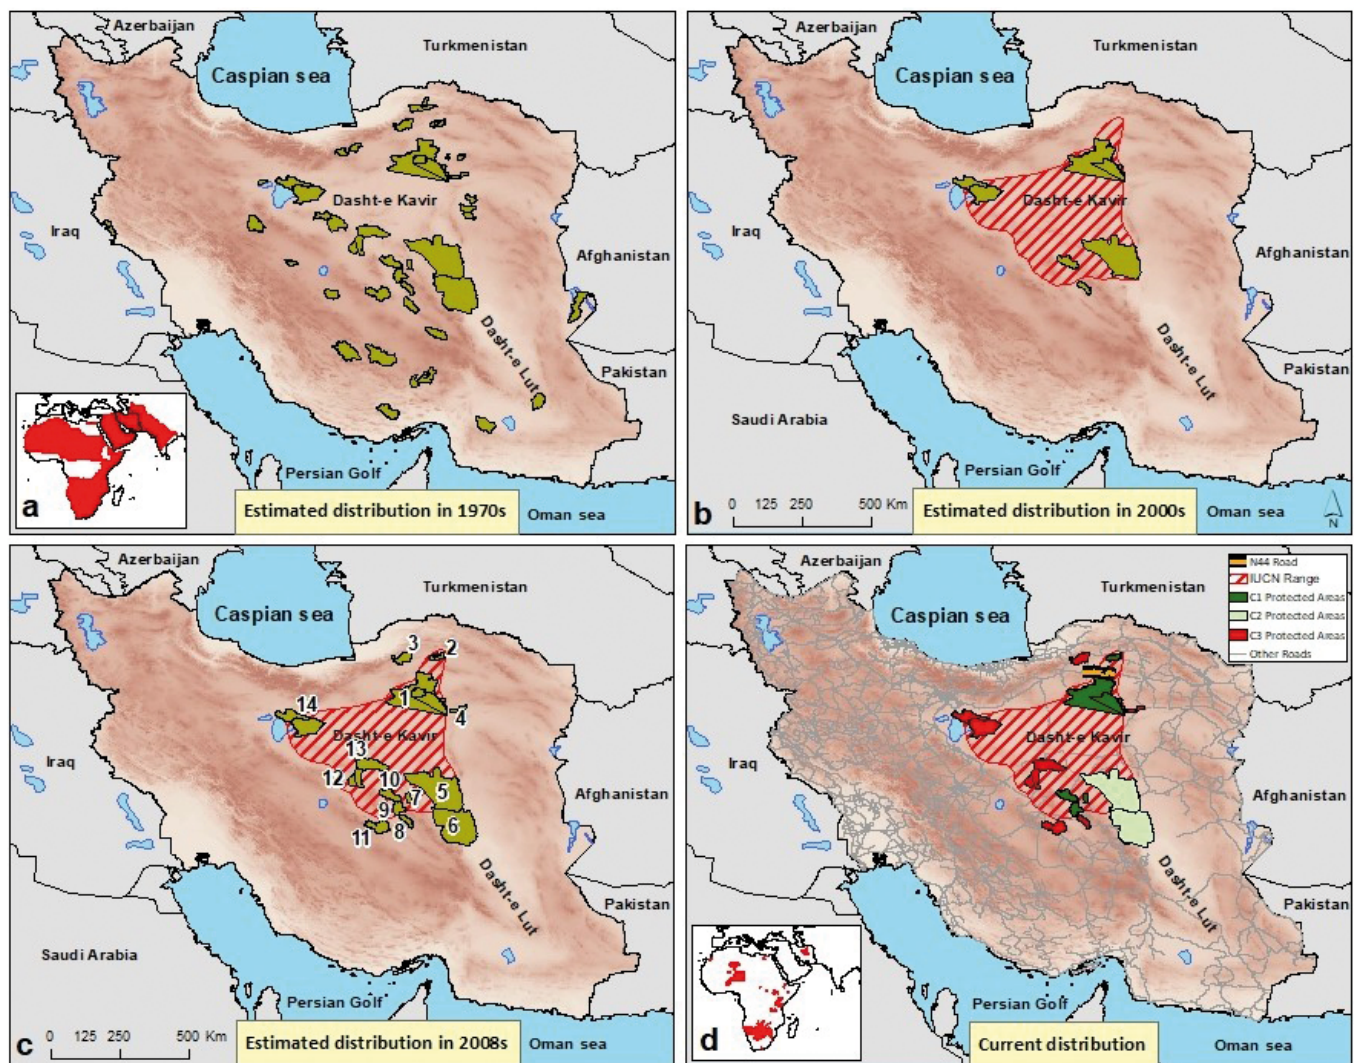 Azerbaijan
Turkmenistan
Caspian sea
Dasht-e Kavir
Iraq
Afghanistan
Dasht-e Lut
Pakistan
Persian Golf
a
Estimated distribution in 1970s
Oman sea
Azerbaijan
Turkmenistan
Caspian sea
Dasht-e Kavir
Iraq
Afghanistan
Dasht-e Lut
Pakistan
Saudi Arabia
Persian Golf
b
0 125 250 500 Km
Estimated distribution in 2000s
Oman sea
N
Azerbaijan
Turkmenistan
Caspian sea
3
2
1
14
4
Dasht-e Kavir
13
Iraq
12
10
5
7
Afghanistan
9
6
11
8
Dasht-e Lut
Pakistan
Saudi Arabia
Persian Golf
c
0 125 250 500 Km
Estimated distribution in 2008s
Oman sea
Azerbaijan
Turkmenistan
N44 Road
IUCN Range
C1 Protected Areas
C2 Protected Areas
C3 Protected Areas
Other Roads
Caspian sea
Dasht-e Kavir
Iraq
Afghanistan
Dasht-e Lut
Pakistan
Persian Golf
d
Current distribution
Oman sea